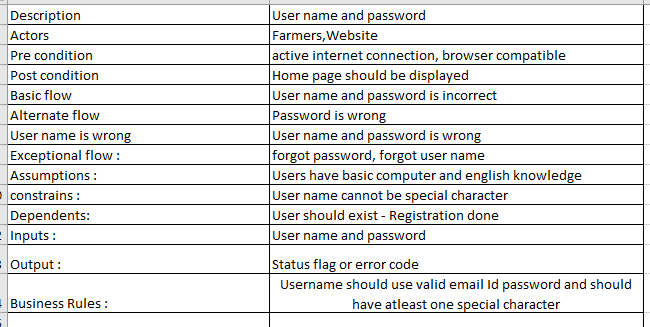 Description User name and password
Actors Farmers,Website
Pre condition active internet connection, browser compatible
Post condition Home page should be displayed
Basic flow User name and password is incorrect
Alternate flow Password is wrong
User name is wrong User name and password is wrong
Exceptional flow : forgot password, forgot user name
Assumptions : Users have basic computer and english knowledge
constrains : User name cannot be special character
Dependents: User should exist - Registration done
Inputs : User name and password
Output : Status flag or error code
Username should use valid email Id password and should
Business Rules : have atleast one special character